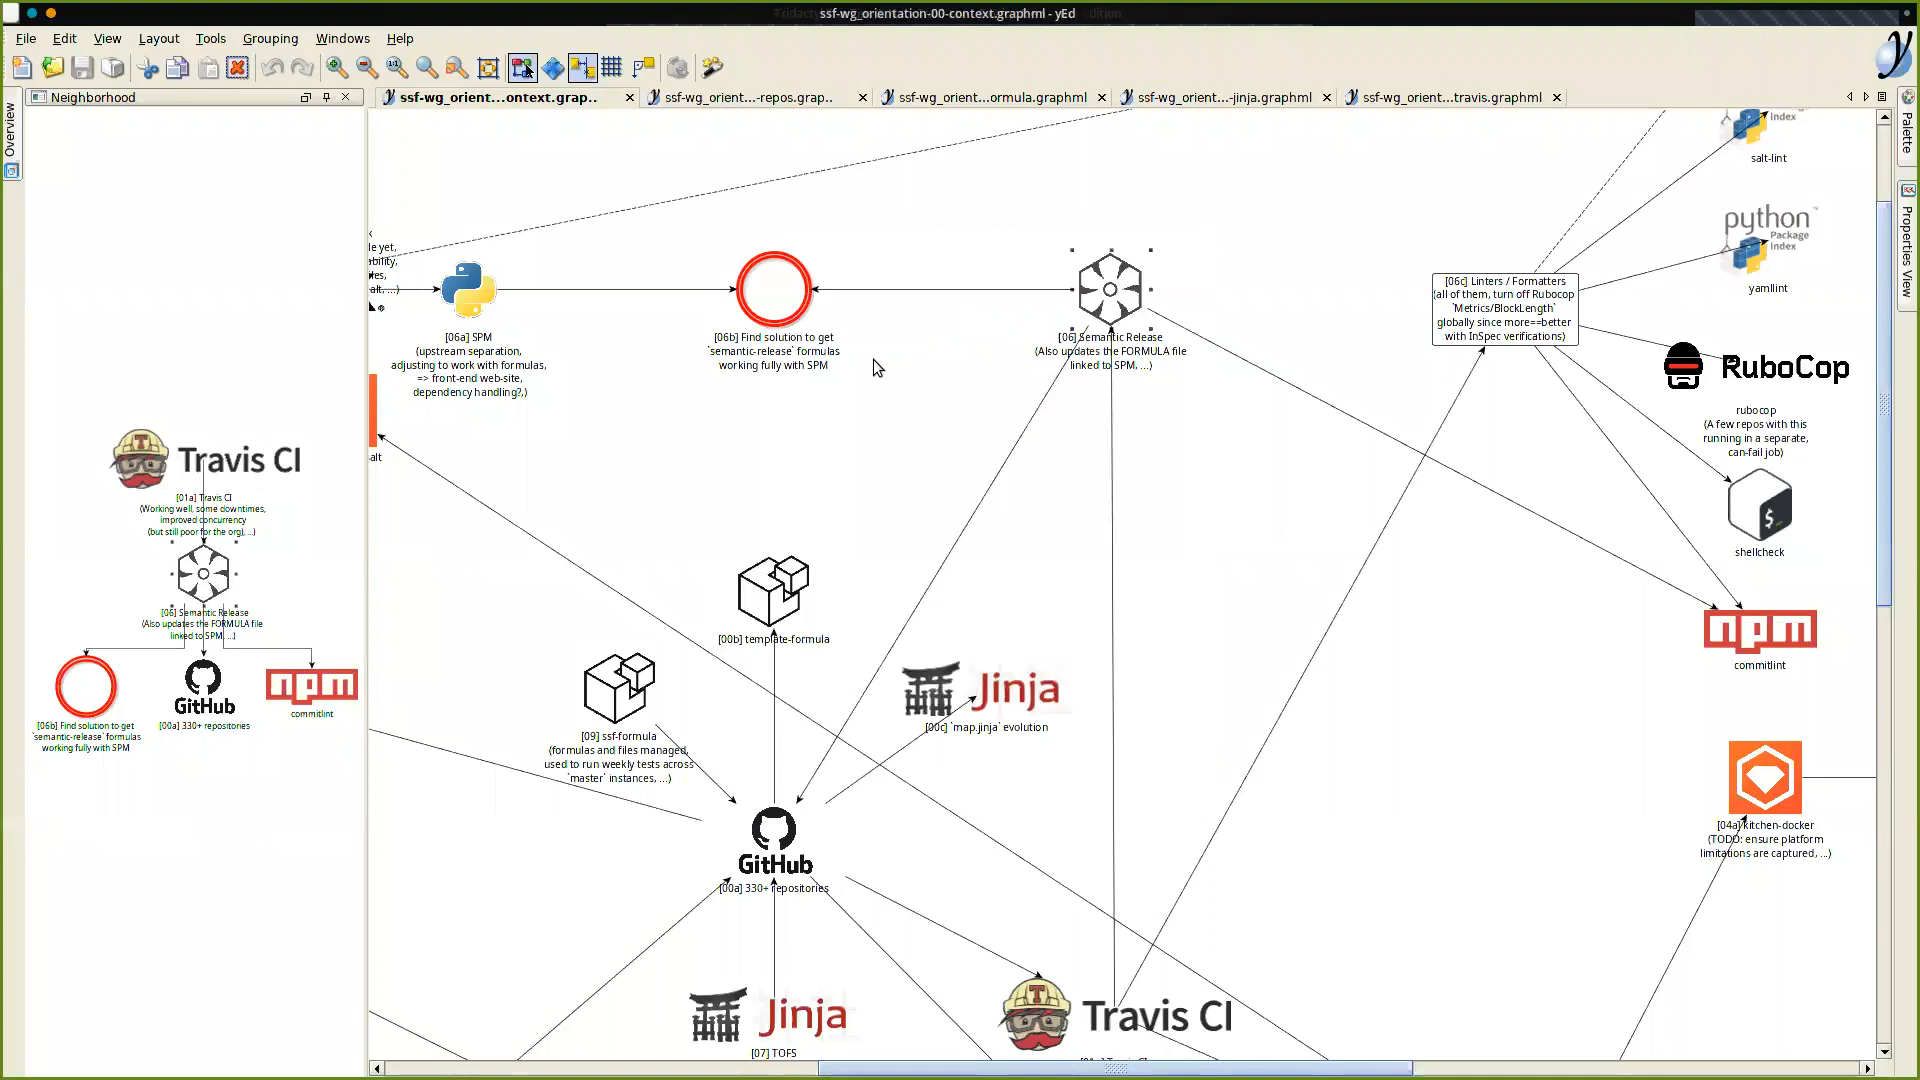 ssf-wg_orientation-00-context.graphml - yEd
File Edit View Layout Tools Grouping Windows Help
Neighborhood
ssf-wg_orient...ontext.grap..
ssf-wg_orient...-repos.grap..
ssf-wg_orient...ormula.graphml
ssf-wg_orient...-jinja.graphml
ssf-wg_orient...travis.graphml
Overview
Palette
Properties View
Travis CI
[01a] Travis CI
(Working well, some downtimes,
improved concurrency
(but still poor for the org), ...)
[06] Semantic Release
(Also updates the FORMULA file
linked to SPM, ...)
[06b] Find solution to get
`semantic-release` formulas
working fully with SPM
GitHub
[00a] 330+ repositories
npm
commitlint
k
le yet,
ability,
les,
alt, ...)
[06a] SPM
(upstream separation,
adjusting to work with formulas,
=> front-end web-site,
dependency handling?,)
[06b] Find solution to get
`semantic-release` formulas
working fully with SPM
[06] Semantic Release
(Also updates the FORMULA file
linked to SPM, ...)
[06c] Linters / Formatters
(all of them, turn off Rubocop
`Metrics/BlockLength`
globally since more==better
with InSpec verifications)
Index
salt-lint
python
Package
Index
yamllint
RuboCop
rubocop
(A few repos with this
running in a separate,
can-fail job)
$_
shellcheck
npm
commitlint
alt
[00b] template-formula
[09] ssf-formula
(formulas and files managed,
used to run weekly tests across
`master` instances, ...)
Jinja
[00c] `map.jinja` evolution
GitHub
[00a] 330+ repositories
[04a] kitchen-docker
(TODO: ensure platform
limitations are captured, ...)
Jinja
[07] TOFS
Travis CI